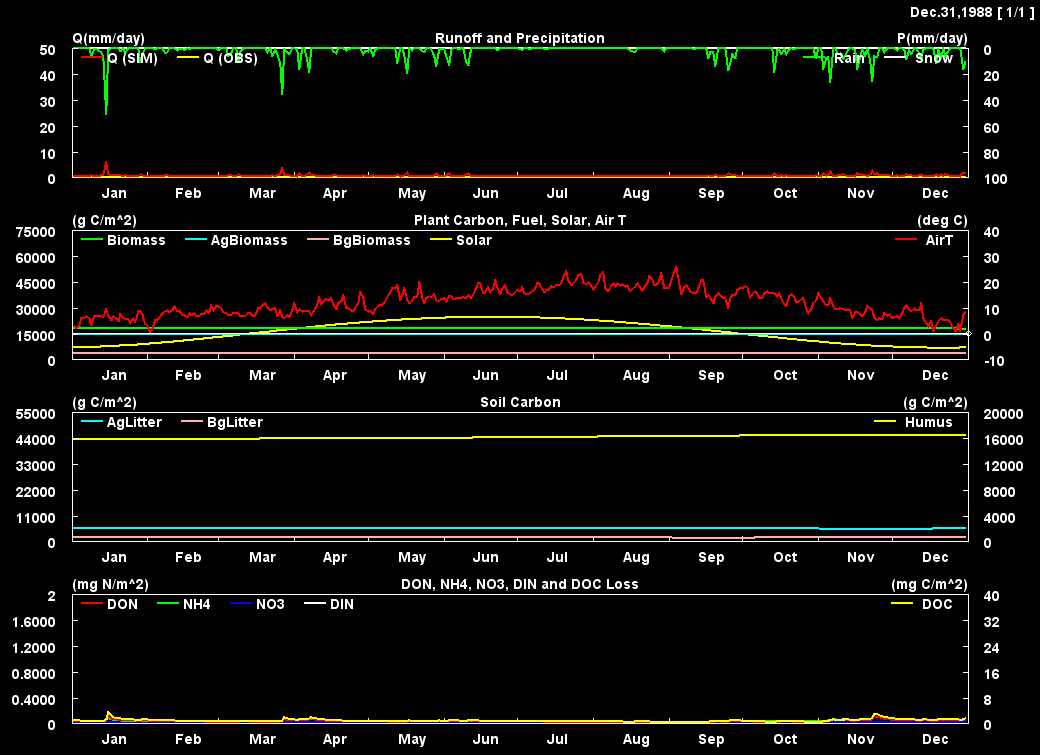 Dec.31,1988 [ 1/1 ]
Q(mm/day) Runoff and Precipitation P(mm/day)
50 Q (SIM) Q (OBS) Rain Snow 0
40 20
30 40
20 60
10 80
0 100
Jan Feb Mar Apr May Jun Jul Aug Sep Oct Nov Dec
(g C/m^2) Plant Carbon, Fuel, Solar, Air T (deg C)
75000 Biomass AgBiomass BgBiomass Solar AirT 40
60000 30
45000 20
30000 10
15000 0
0 -10
Jan Feb Mar Apr May Jun Jul Aug Sep Oct Nov Dec
(g C/m^2) Soil Carbon (g C/m^2)
55000 AgLitter BgLitter Humus 20000
44000 16000
33000 12000
22000 8000
11000 4000
0 0
Jan Feb Mar Apr May Jun Jul Aug Sep Oct Nov Dec
(mg N/m^2) DON, NH4, NO3, DIN and DOC Loss (mg C/m^2)
2 DON NH4 NO3 DIN DOC 40
1.6000 32
1.2000 24
0.8000 16
0.4000 8
0 0
Jan Feb Mar Apr May Jun Jul Aug Sep Oct Nov Dec